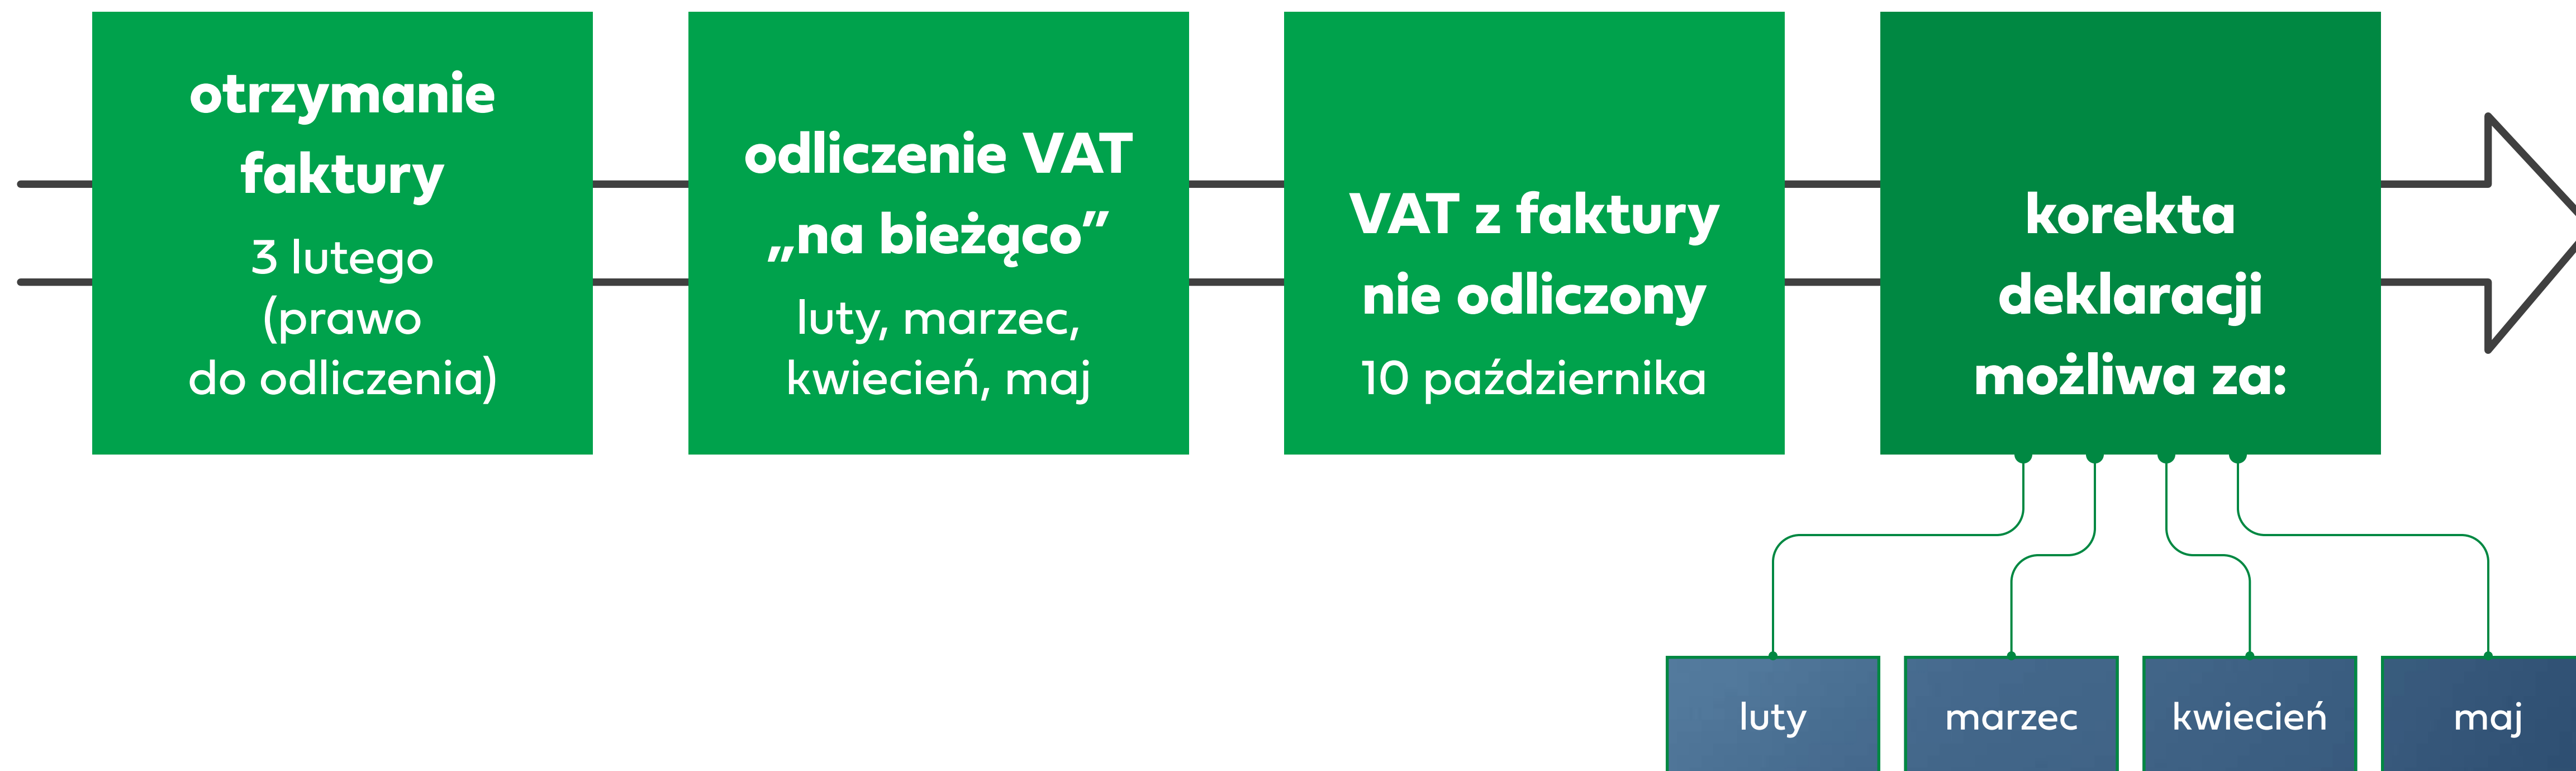 otrzymanie
faktury
3 lutego
(prawo
do odliczenia)
odliczenie VAT
„na bieżąco”
luty, marzec,
kwiecień, maj
VAT z faktury
nie odliczony
10 października
korekta
deklaracji
możliwa za:
luty
marzec
kwiecień
maj